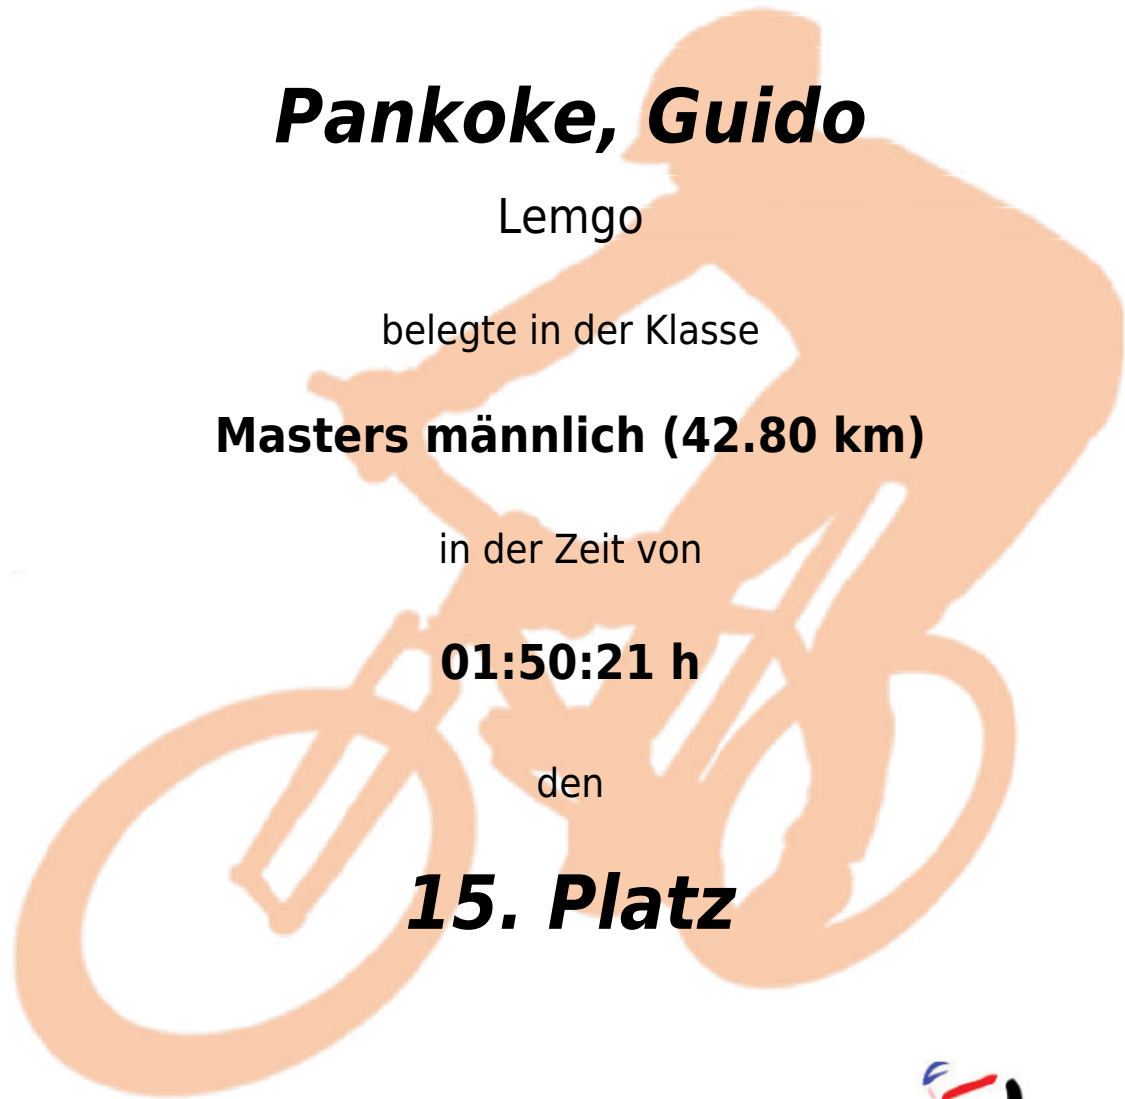 Pankoke, Guido
Lemgo
belegte in der Klasse
Masters männlich (42.80 km)
in der Zeit von
01:50:21 h
den
15. Platz